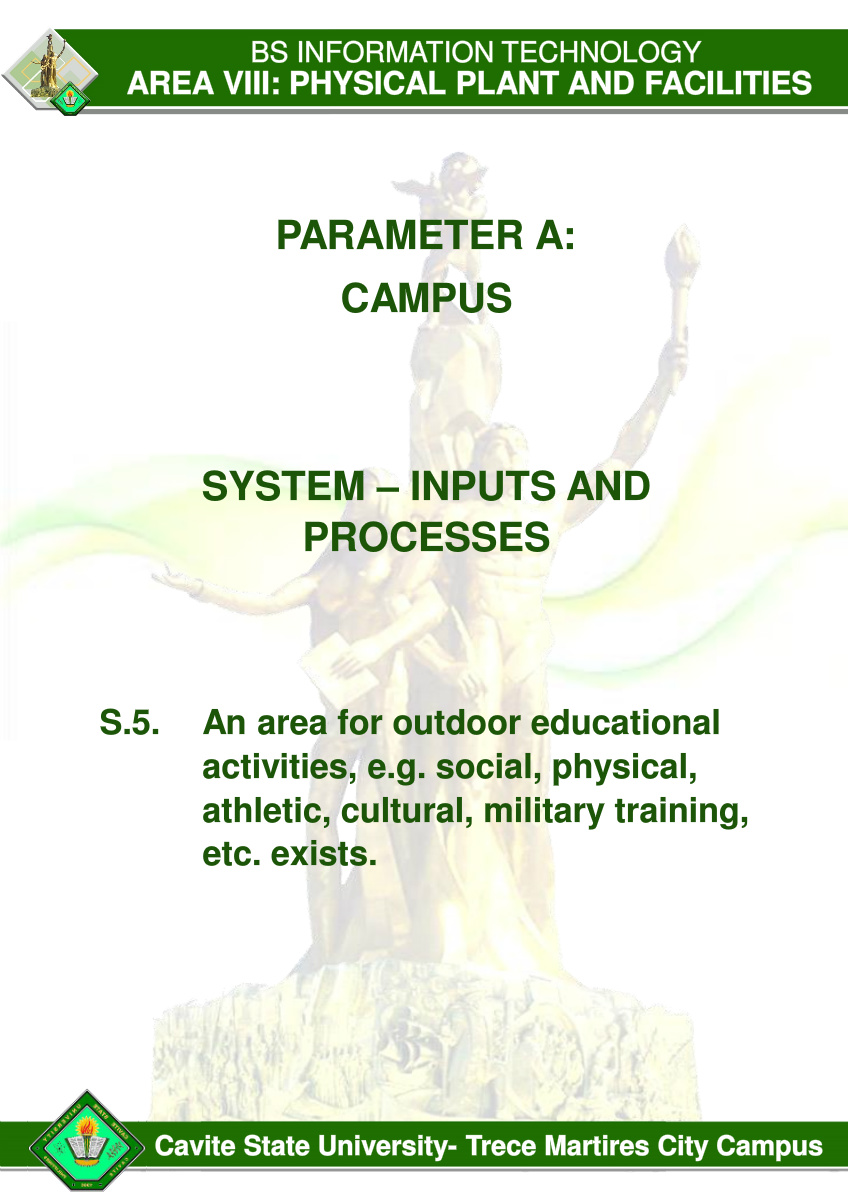 BS INFORMATION TECHNOLOGY
AREA VIII: PHYSICAL PLANT AND FACILITIES
PARAMETER A:
CAMPUS
SYSTEM – INPUTS AND
PROCESSES
S.5. An area for outdoor educational
activities, e.g. social, physical,
athletic, cultural, military training,
etc. exists.
Cavite State University- Trece Martires City Campus